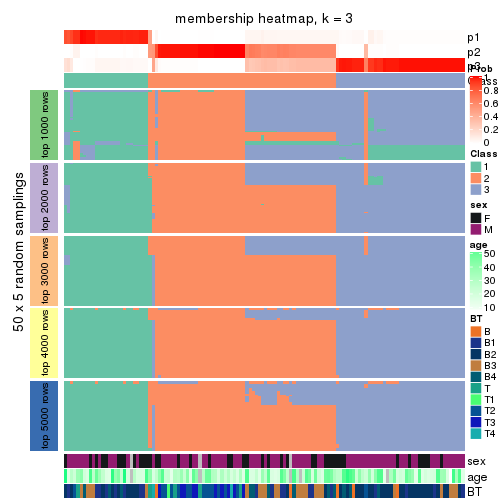 membership heatmap, k = 3
p1
p2
p3
Prob
1
0.8
0.6
0.4
0.2
0
Class
Class
1
2
3
sex
F
M
age
50
40
30
20
10
BT
B
B1
B2
B3
B4
T
T1
T2
T3
T4
50 x 5 random samplings
top 1000 rows
top 2000 rows
top 3000 rows
top 4000 rows
top 5000 rows
sex
age
BT